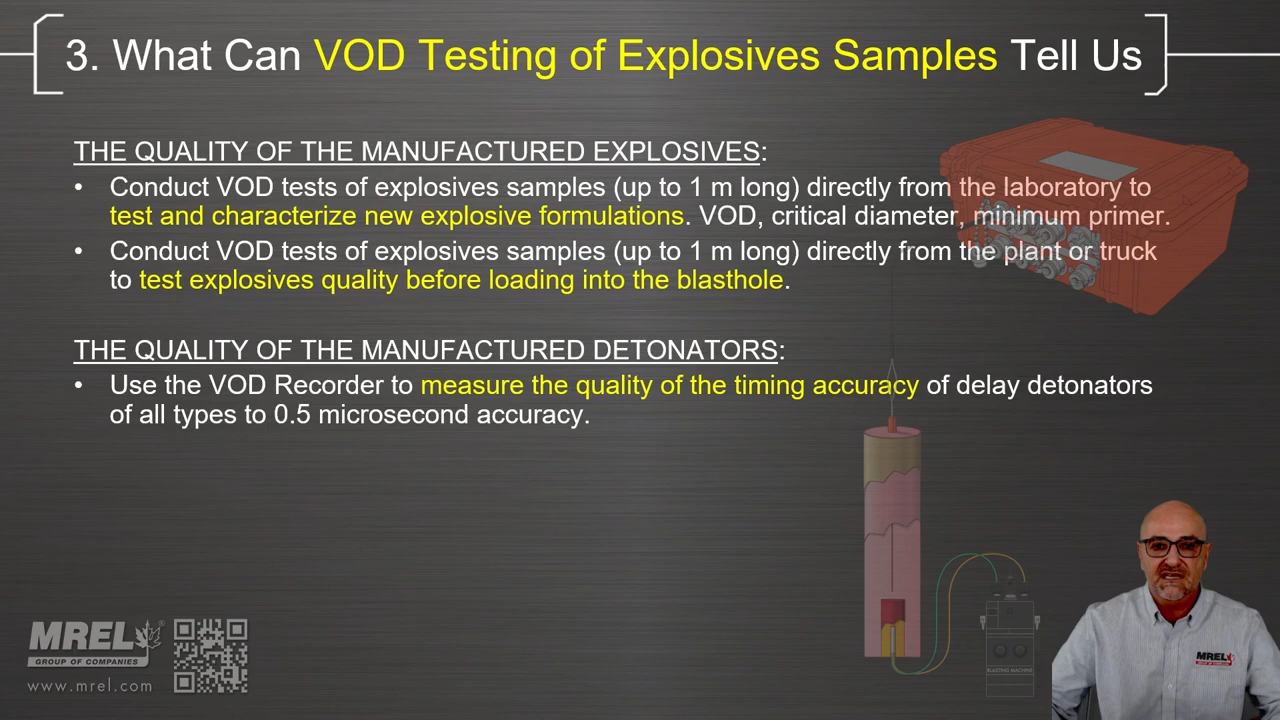 3. What Can VOD Testing of Explosives Samples Tell Us
THE QUALITY OF THE MANUFACTURED EXPLOSIVES:
• Conduct VOD tests of explosives samples (up to 1 m long) directly from the laboratory to
test and characterize new explosive formulations. VOD, critical diameter, minimum primer.
• Conduct VOD tests of explosives samples (up to 1 m long) directly from the plant or truck
to test explosives quality before loading into the blasthole.
THE QUALITY OF THE MANUFACTURED DETONATORS:
• Use the VOD Recorder to measure the quality of the timing accuracy of delay detonators
of all types to 0.5 microsecond accuracy.
BLASTING MACHINE
MREL®
GROUP OF COMPANIES
www.mrel.com
MREL
GROUP OF COMPANIES